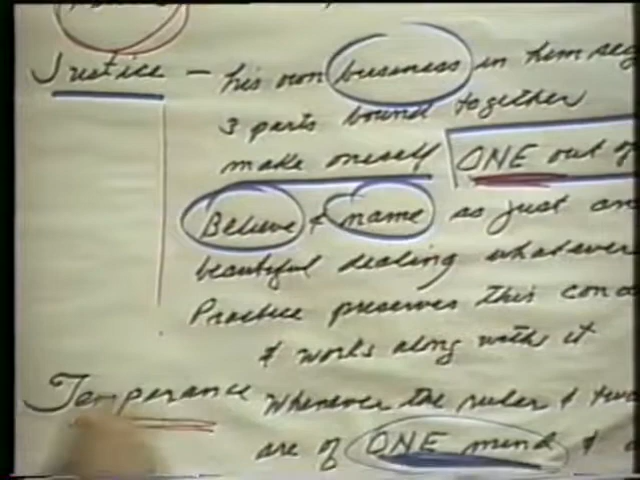 Justice - his own business in him
3 parts bound together
make oneself ONE out of
Believe & name as just and
beautiful dealing whatever
Practice preserves this
& works along with it
Temperance Whenever the ruler & two
are of ONE mind &